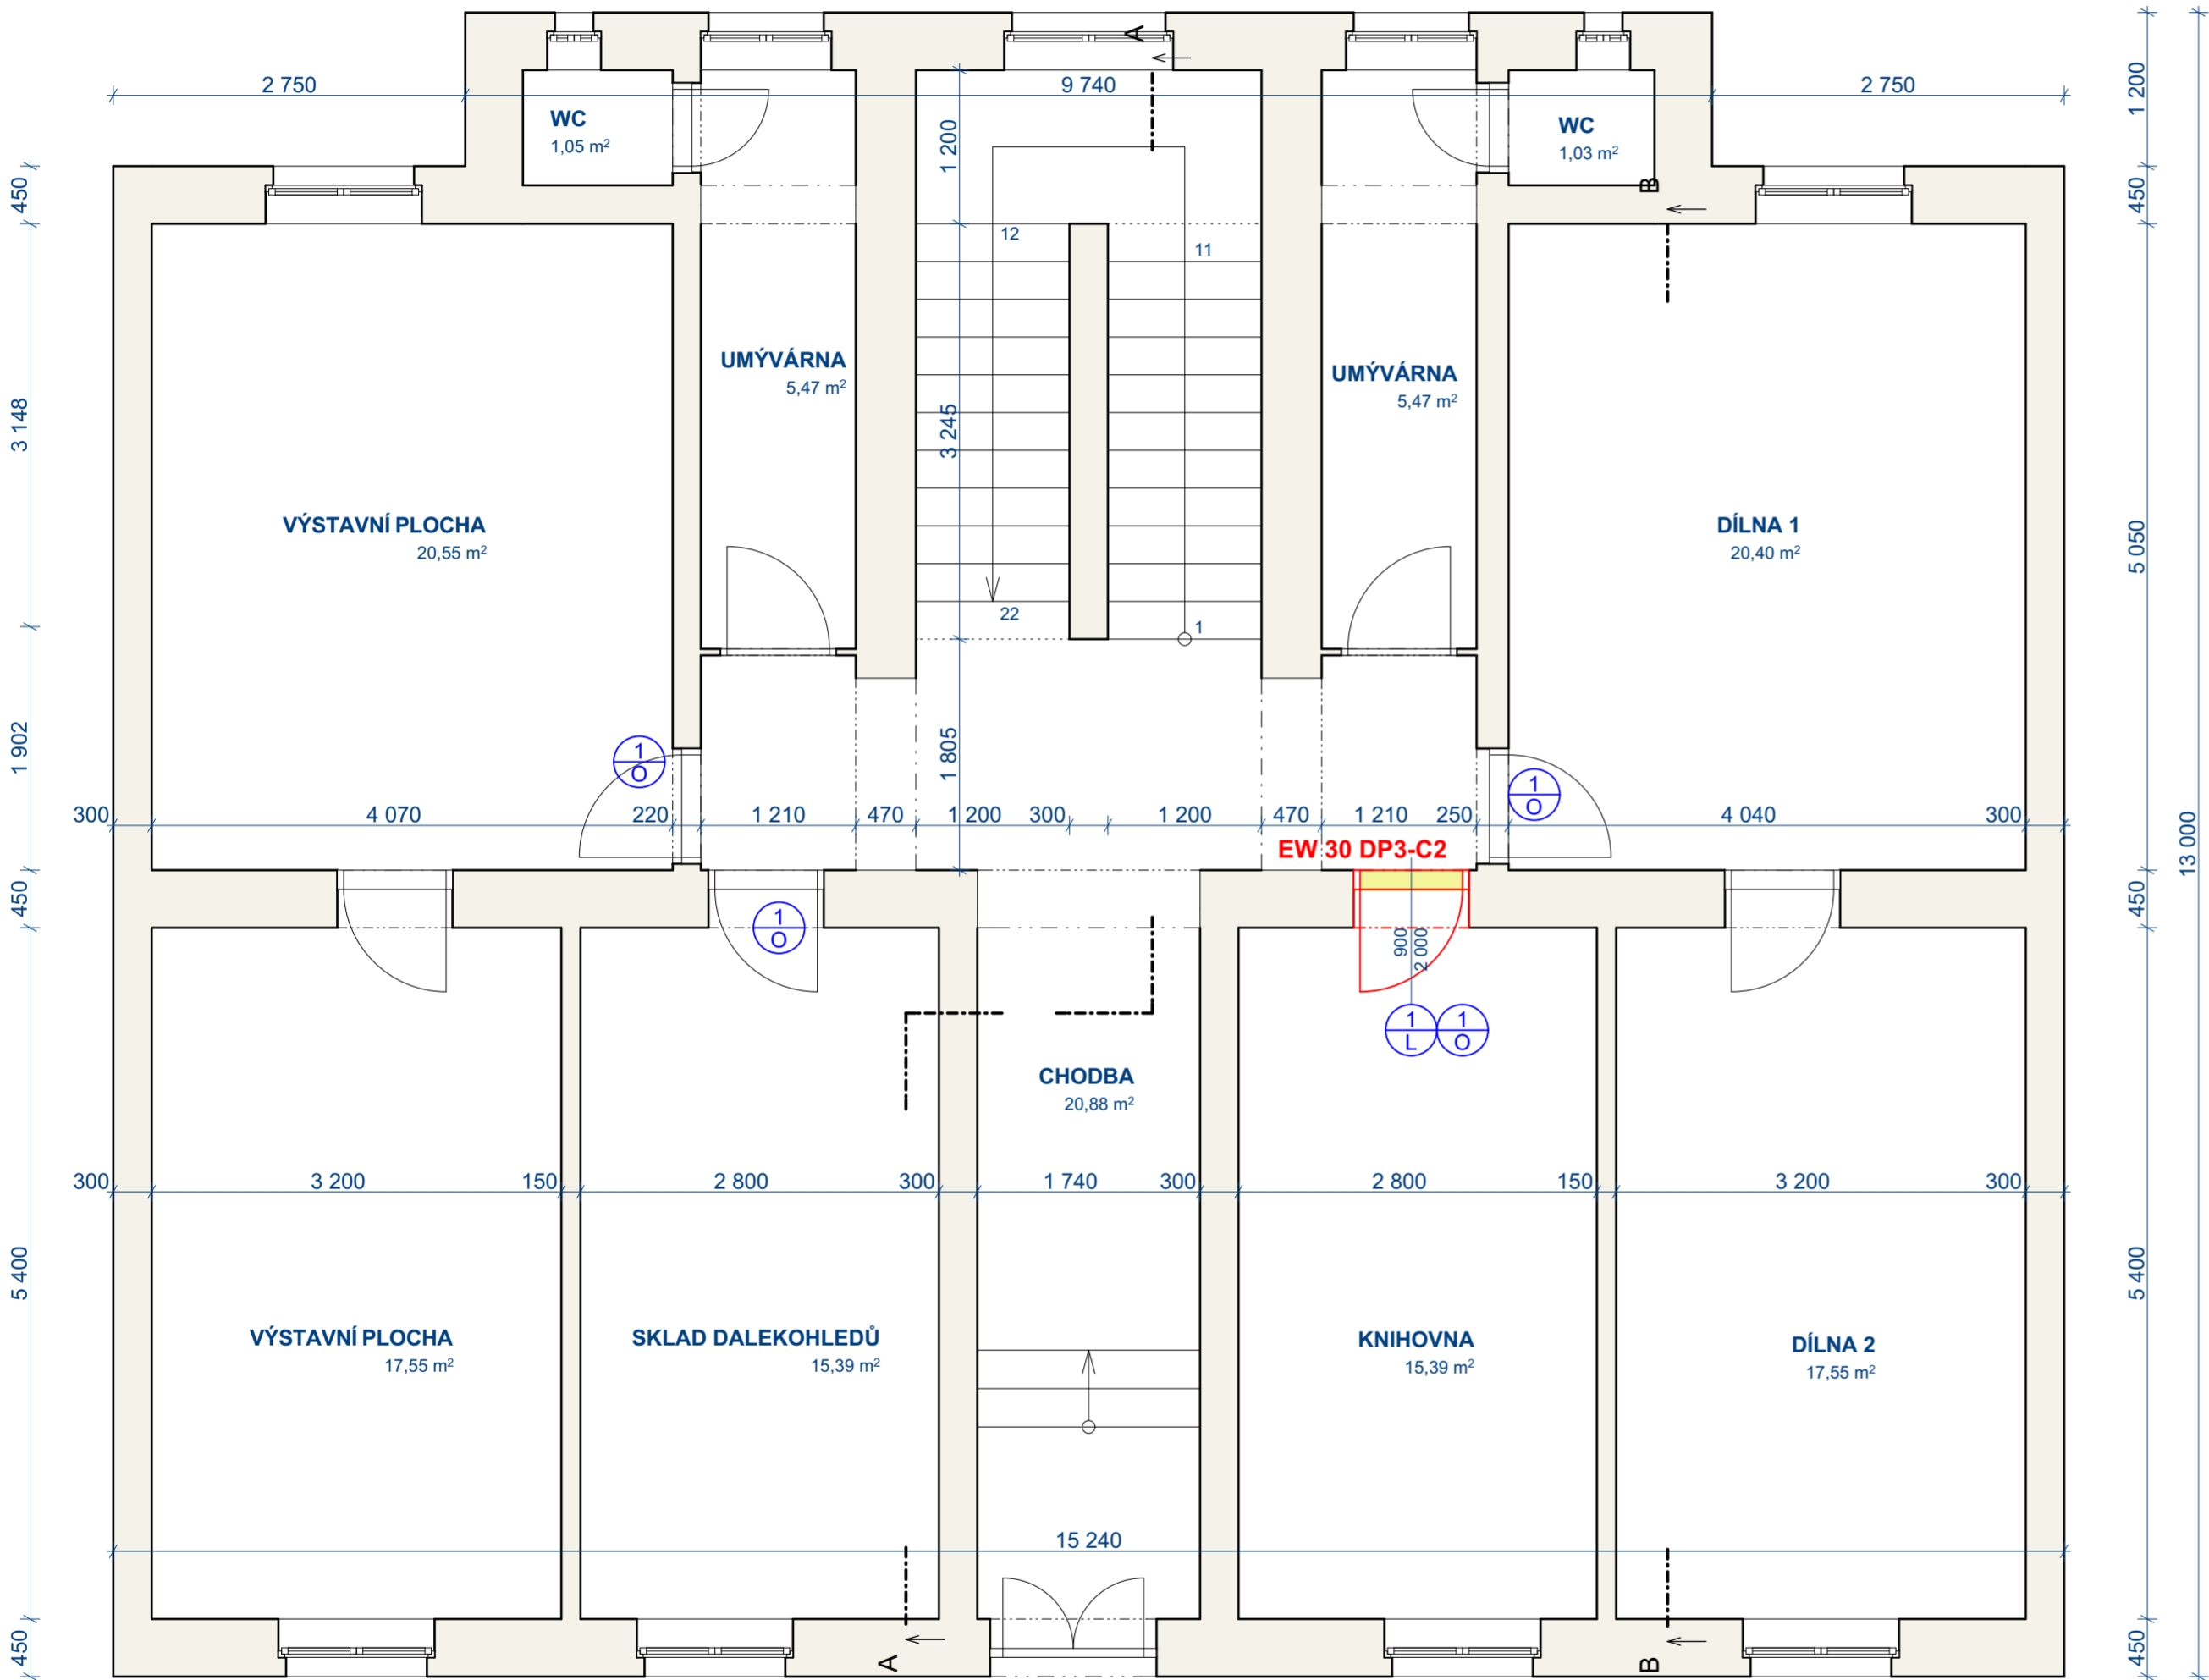 A
2 750
9 740
2 750
1 200
WC
1,05 m²
WC
1,03 m²
1 200
450
B
450
12
11
UMÝVÁRNA
5,47 m²
UMÝVÁRNA
5,47 m²
3 148
3 245
13 000
VÝSTAVNÍ PLOCHA
20,55 m²
DÍLNA 1
20,40 m²
5 050
22
1
1 902
1 805
1
O
1
O
300
4 070
220
1 210
470
1 200
300
1 200
470
1 210
250
4 040
300
EW 30 DP3-C2
450
450
1
O
900
2 000
1
L
1
O
CHODBA
20,88 m²
300
3 200
150
2 800
300
1 740
300
2 800
150
3 200
300
5 400
5 400
VÝSTAVNÍ PLOCHA
17,55 m²
SKLAD DALEKOHLEDŮ
15,39 m²
KNIHOVNA
15,39 m²
DÍLNA 2
17,55 m²
15 240
450
A
B
450